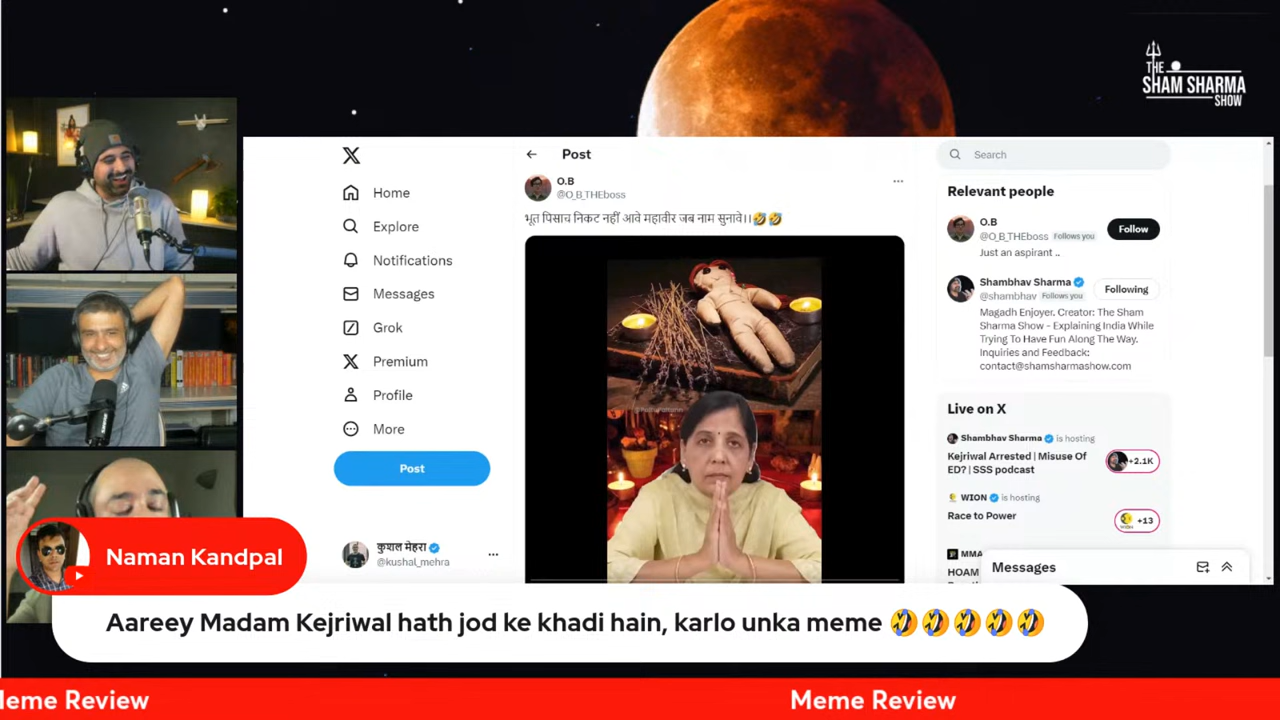 THE
SHAM SHARMA
SHOW
Post
Search
Home
Explore
Notifications
Messages
Grok
Premium
Profile
More
Post
कुशल मेहरा
@kushal_mehra
O.B
@O_B_THEboss
भूत पिसाच निकट नहीं आवे महावीर जब नाम सुनावे।।🤣🤣
Relevant people
O.B
@O_B_THEboss Follows you
Follow
Just an aspirant ..
Shambhav Sharma
@shambhav Follows you
Following
Magadh Enjoyer. Creator: The Sham
Sharma Show - Explaining India While
Trying To Have Fun Along The Way.
Inquiries and Feedback:
contact@shamsharmashow.com
Live on X
Shambhav Sharma is hosting
Kejriwal Arrested | Misuse Of
ED? | SSS podcast
+2.1K
WION is hosting
Race to Power
+13
MMA
HOAM
Messages
Naman Kandpal
Aareey Madam Kejriwal hath jod ke khadi hain, karlo unka meme 🤣🤣🤣🤣🤣
Meme Review
Meme Review